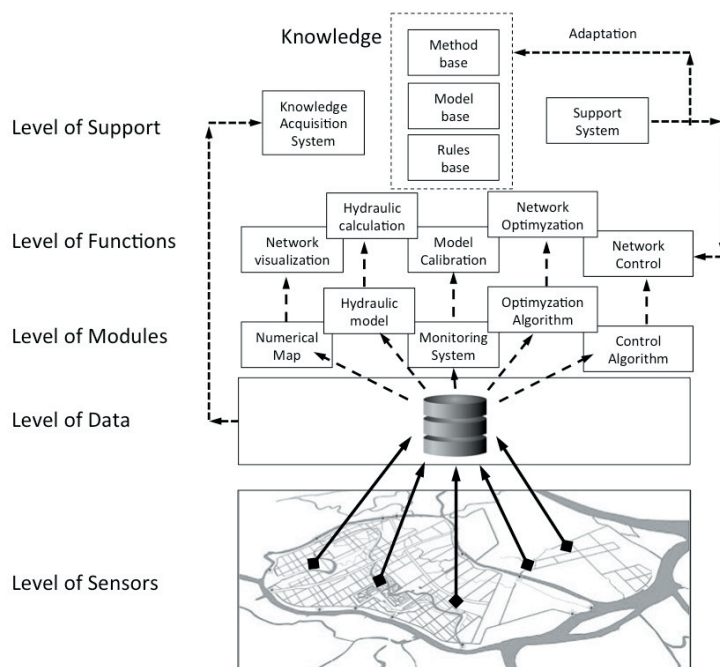 Knowledge
Method
base
Adaptation
Level of Support
Knowledge
Acquisition
System
Model
base
Support
System
Rules
base
Level of Functions
Network
visualization
Hydraulic
calculation
Model
Calibration
Network
Optimyzation
Network
Control
Level of Modules
Numerical
Map
Hydraulic
model
Monitoring
System
Optimyzation
Algorithm
Control
Algorithm
Level of Data
Level of Sensors